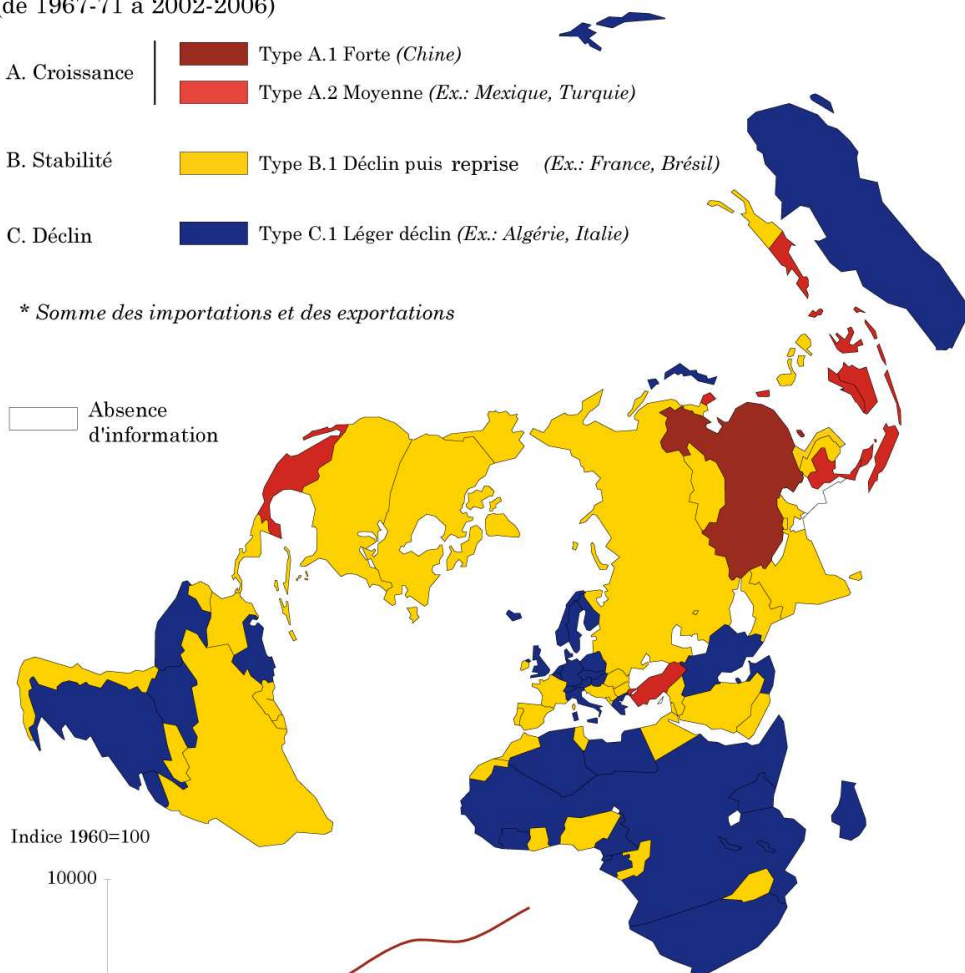 (de 1967-71 à 2002-2006)
A. Croissance
Type A.1 Forte (Chine)
Type A.2 Moyenne (Ex.: Mexique, Turquie)
B. Stabilité
Type B.1 Déclin puis reprise (Ex.: France, Brésil)
C. Déclin
Type C.1 Léger déclin (Ex.: Algérie, Italie)
* Somme des importations et des exportations
Absence
d'information
Indice 1960=100
10000